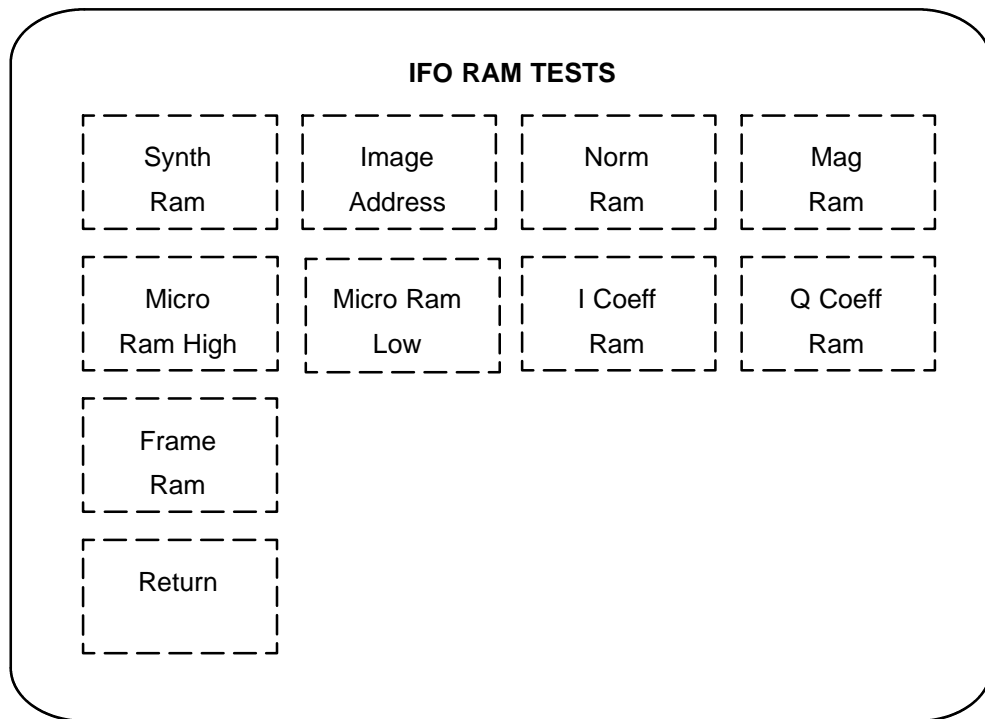 IFO RAM TESTS
Synth
Ram
Image
Address
Norm
Ram
Mag
Ram
Micro
Ram High
Micro Ram
Low
I Coeff
Ram
Q Coeff
Ram
Frame
Ram
Return